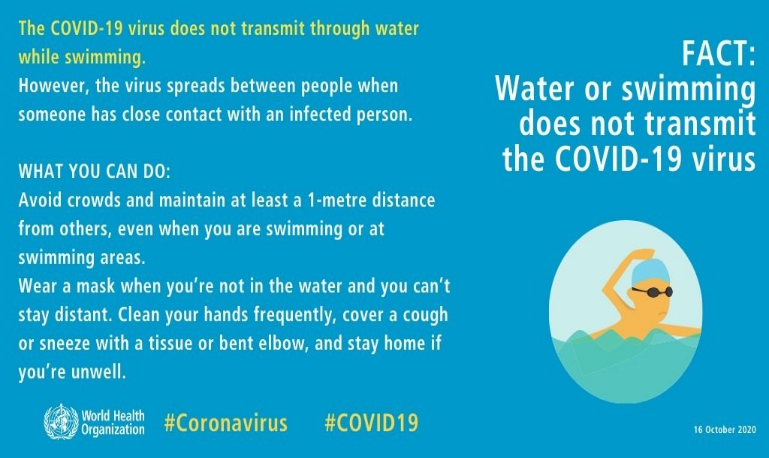 The COVID-19 virus does not transmit through water
while swimming.
However, the virus spreads between people when
someone has close contact with an infected person.
WHAT YOU CAN DO:
Avoid crowds and maintain at least a 1-metre distance
from others, even when you are swimming or at
swimming areas.
Wear a mask when you’re not in the water and you can’t
stay distant. Clean your hands frequently, cover a cough
or sneeze with a tissue or bent elbow, and stay home if
you’re unwell.
FACT:
Water or swimming
does not transmit
the COVID-19 virus
World Health
Organization
#Coronavirus #COVID19
16 October 2020